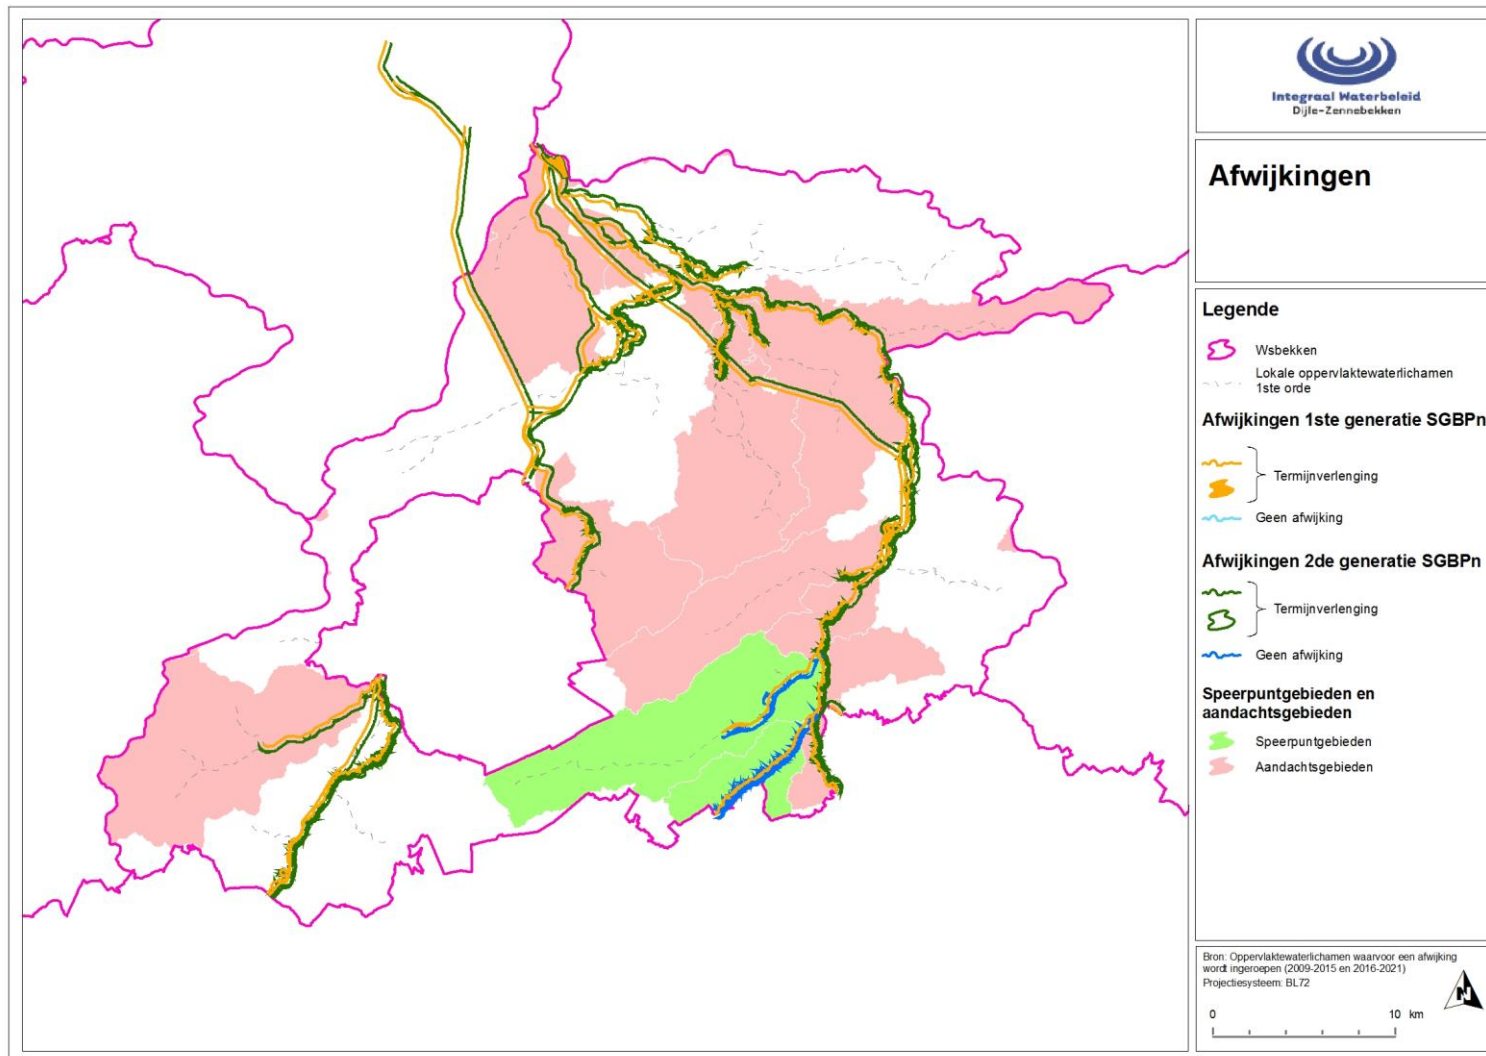 Integraal Waterbeleid
Dijle-Zennebekken
Afwijkingen
Legende
Wsbekken
Lokale oppervlaktewaterlichamen
1ste orde
Afwijkingen 1ste generatie SGBPn
Termijnverlenging
Geen afwijking
Afwijkingen 2de generatie SGBPn
Termijnverlenging
Geen afwijking
Speerpuntgebieden en
aandachtsgebieden
Speerpuntgebieden
Aandachtsgebieden
Bron: Oppervlaktewaterlichamen waarvoor een afwijking
wordt ingeroepen (2009-2015 en 2016-2021)
Projectiesysteem: BL72
N
0 10 km